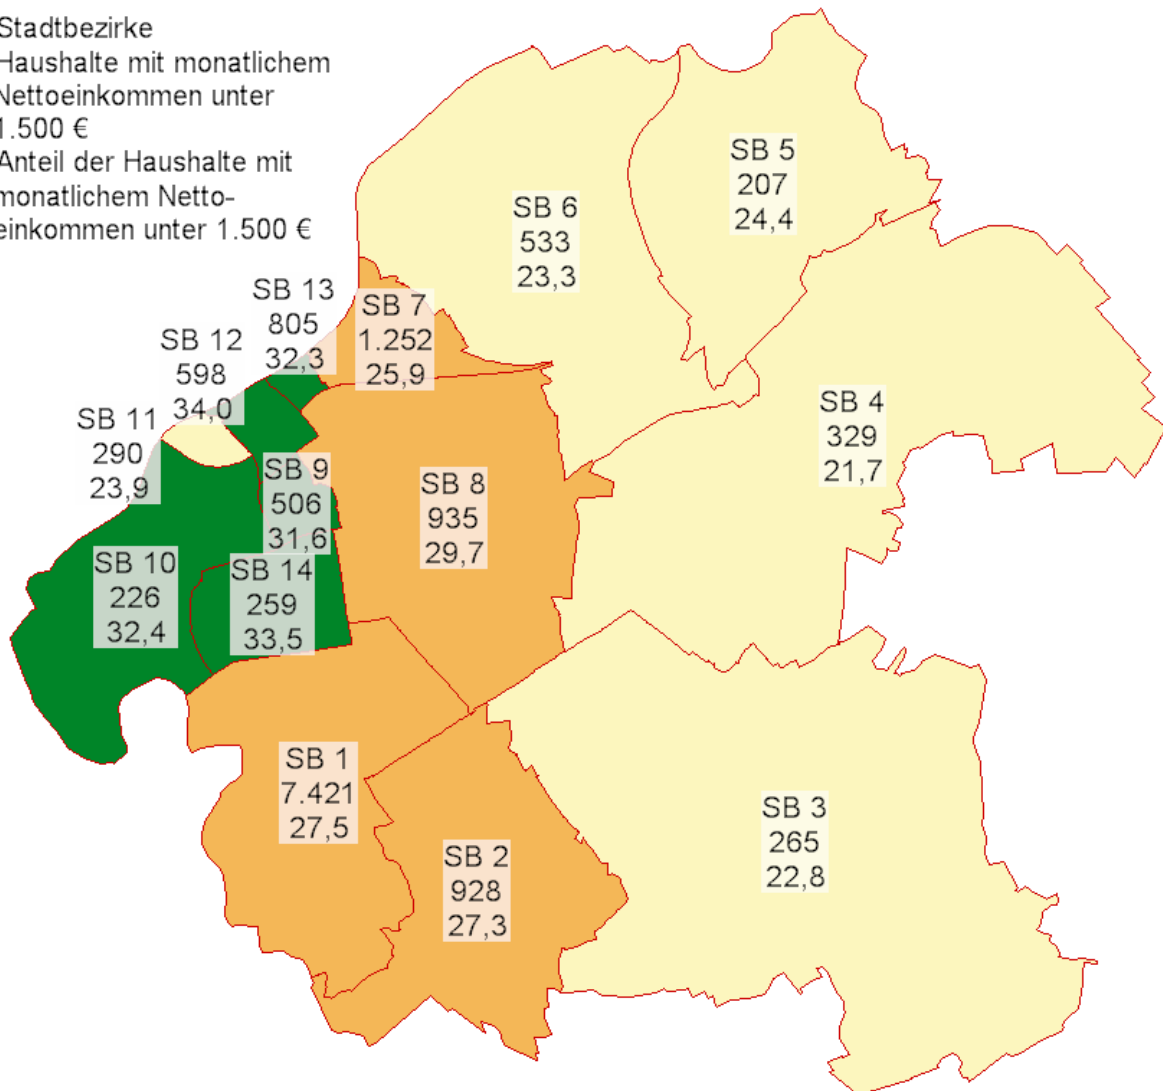 Stadtbezirke
Haushalte mit monatlichem
Nettoeinkommen unter
1.500 €
Anteil der Haushalte mit
monatlichem Netto-
einkommen unter 1.500 €
SB 5
207
24,4
SB 6
533
23,3
SB 13
805
32,3
SB 7
1.252
25,9
SB 12
598
34,0
SB 11
290
23,9
SB 4
329
21,7
SB 9
506
31,6
SB 8
935
29,7
SB 10
226
32,4
SB 14
259
33,5
SB 1
7.421
27,5
SB 3
265
22,8
SB 2
928
27,3